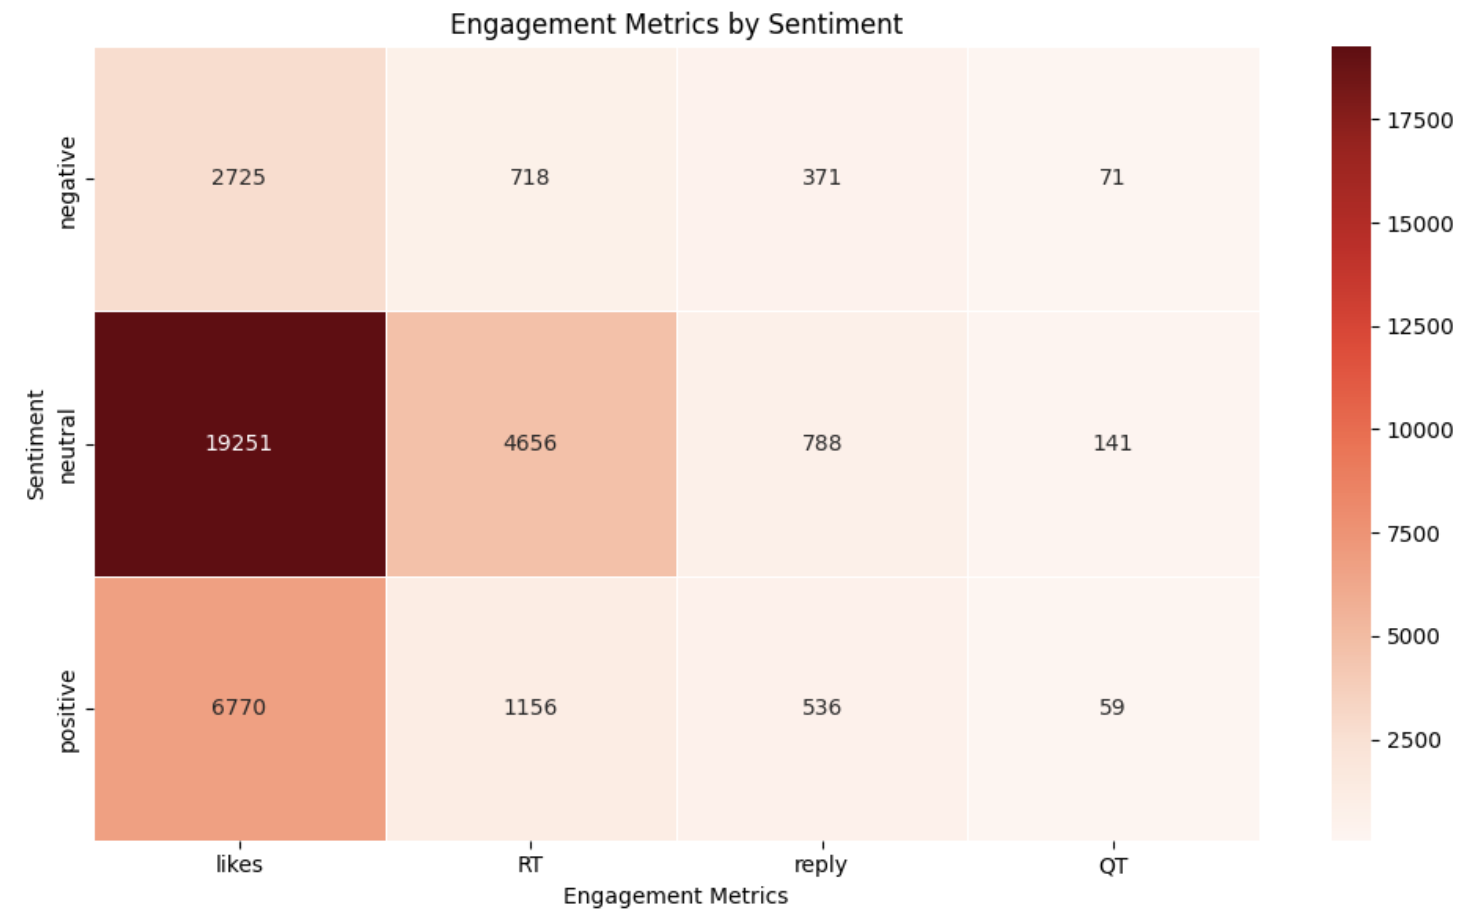 Engagement Metrics by Sentiment
negative
2725 718 371 71
Sentiment
neutral
19251 4656 788 141
positive
6770 1156 536 59
likes RT reply QT
Engagement Metrics
17500
15000
12500
10000
7500
5000
2500